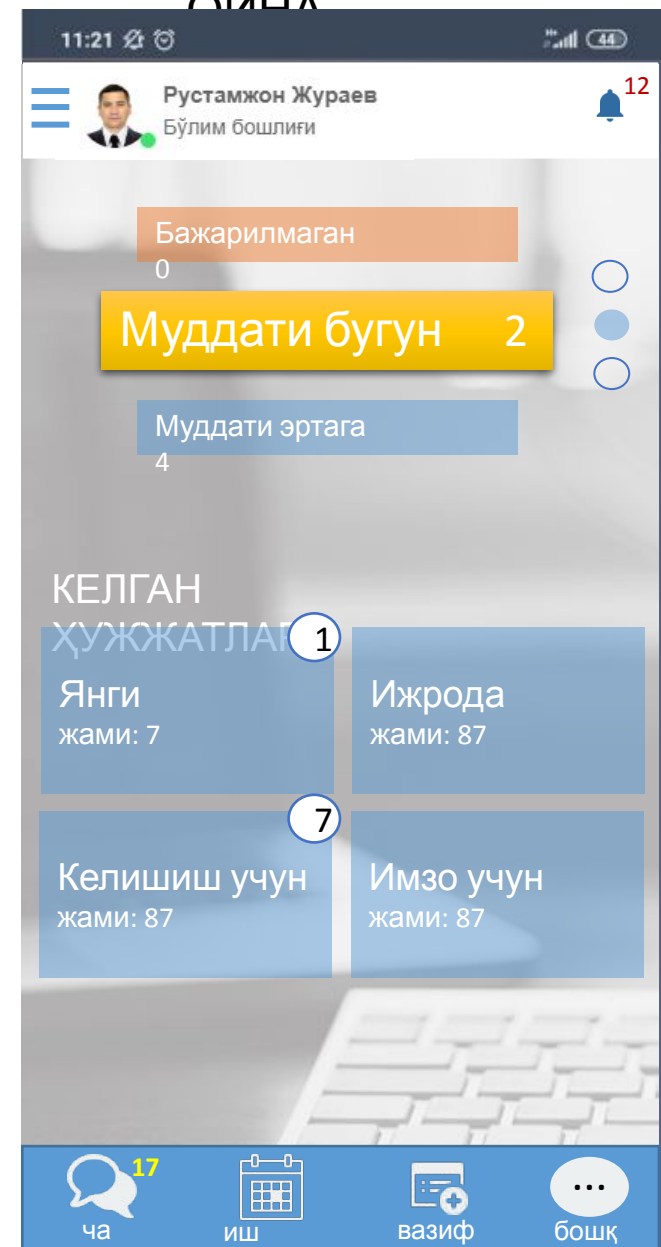 ОЙНА
11:21
44
Рустамжон Жураев
Бўлим бошлиғи
12
Бажарилмаган
0
Муддати бугун 2
Муддати эртага
4
КЕЛГАН
ҲУЖЖАТЛАР
1
Янги
жами: 7
Ижрода
жами: 87
7
Келишиш учун
жами: 87
Имзо учун
жами: 87
17
ча
иш
вазиф
...
бошқ